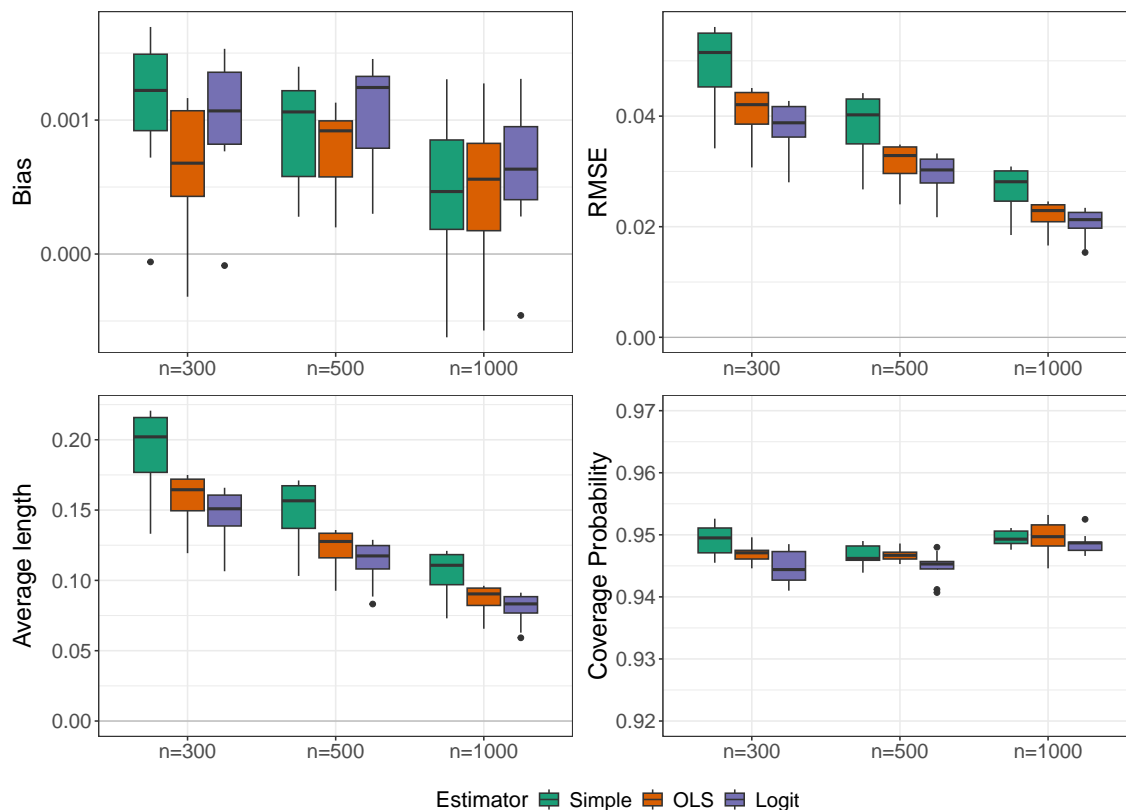 Bias
0.001
0.000
n=300 n=500 n=1000
RMSE
0.04
0.02
0.00
n=300 n=500 n=1000
Average length
0.20
0.15
0.10
0.05
0.00
n=300 n=500 n=1000
Coverage Probability
0.97
0.96
0.95
0.94
0.93
0.92
n=300 n=500 n=1000
Estimator Simple OLS Logit